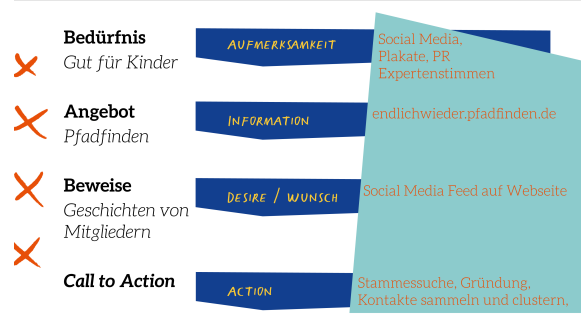 Bedürfnis
Gut für Kinder
AUFMERKSAMKEIT
Social Media,
Plakate, PR
Expertenstimmen
Angebot
Pfadfinden
INFORMATION
endlichwieder.pfadfinden.de
Beweise
Geschichten von
Mitgliedern
DESIRE / WUNSCH
Social Media Feed auf Webseite
Call to Action
ACTION
Stammessuche, Gründung,
Kontakte sammeln und clustern,